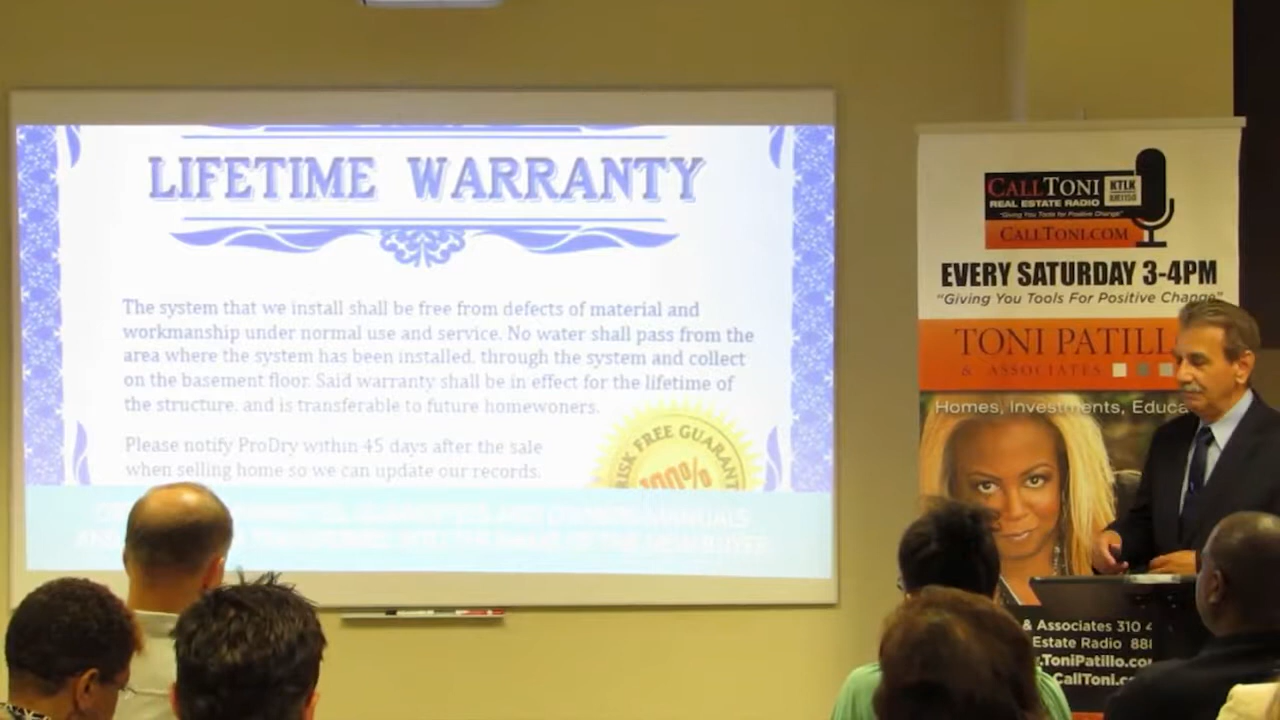 LIFETIME WARRANTY
The system that we install shall be free from defects of material and
workmanship under normal use and service. No water shall pass from the
area where the system has been installed, through the system and collect
on the basement floor. Said warranty shall be in effect for the lifetime of
the structure, and is transferable to future homewoners.
Please notify ProDry within 45 days after the sale
when selling home so we can update our records.
RISK FREE GUARANT
100%
CALLTONI
KTLK
REAL ESTATE RADIO
AM1150
"Giving You Tools for Positive Change"
CALLTONI.COM
EVERY SATURDAY 3-4PM
"Giving You Tools For Positive Change"
TONI PATILL
& ASSOCIATES
Homes, Investments, Educa
& Associates 310
Estate Radio 88
.ToniPatillo.co
CallToni.c